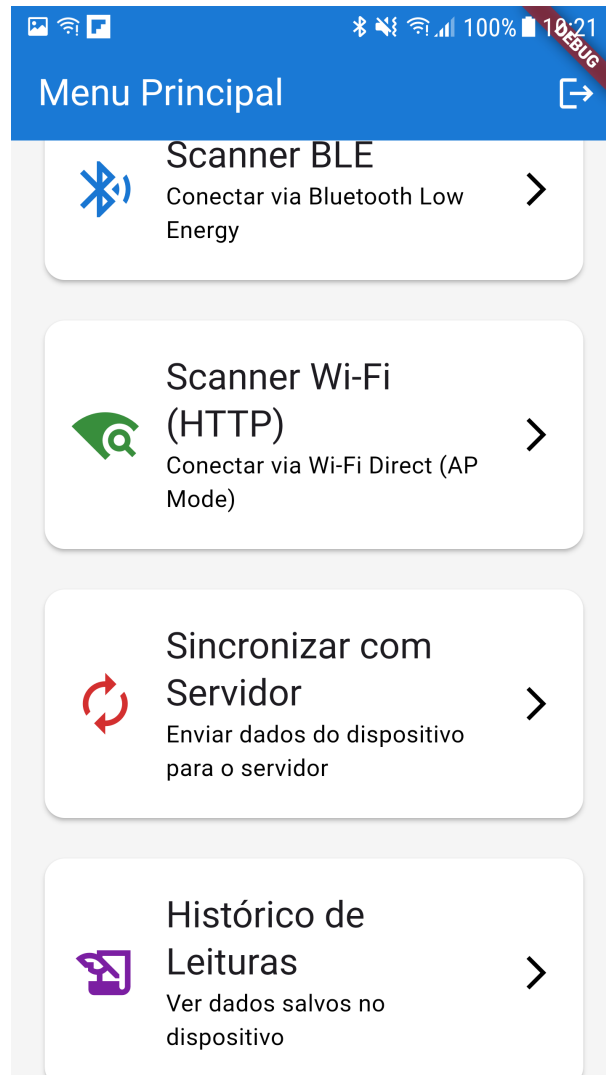 100% 10:21
DEBUG
Menu Principal
Scanner BLE
Conectar via Bluetooth Low
Energy
Scanner Wi-Fi
(HTTP)
Conectar via Wi-Fi Direct (AP
Mode)
Sincronizar com
Servidor
Enviar dados do dispositivo
para o servidor
Histórico de
Leituras
Ver dados salvos no
dispositivo